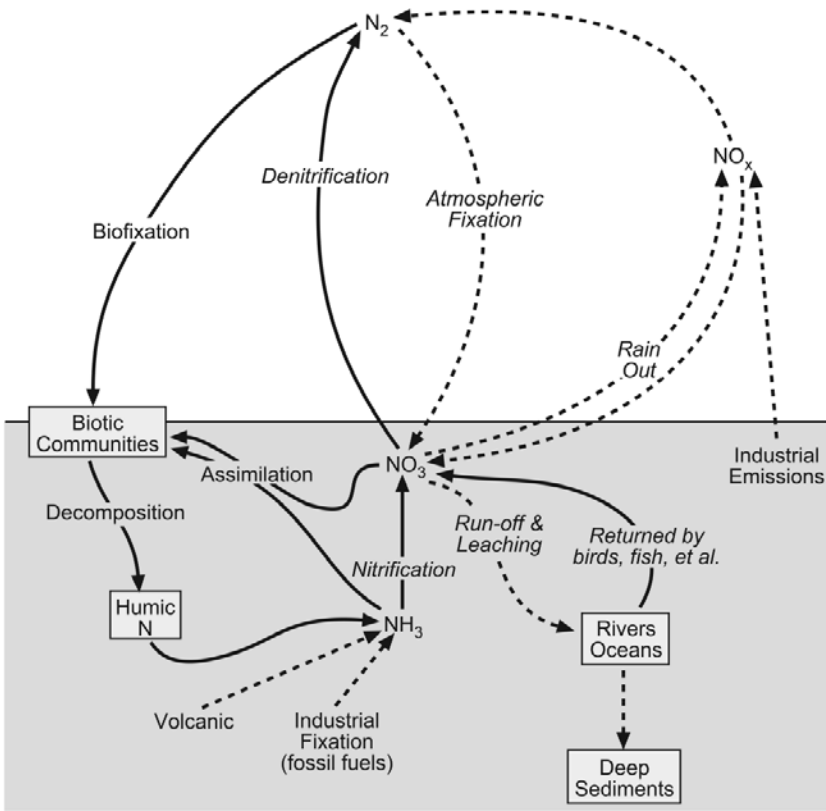 N₂
NOₓ
Denitrification
Atmospheric
Fixation
Biofixation
Rain
Out
Biotic
Communities
Assimilation
NO₃
Industrial
Emissions
Decomposition
Run-off &
Leaching
Returned by
birds, fish, et al.
Nitrification
Humic
N
NH₃
Rivers
Oceans
Volcanic
Industrial
Fixation
(fossil fuels)
Deep
Sediments